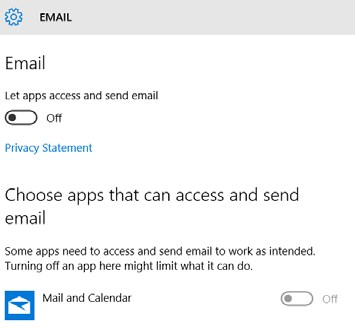 EMAIL
Email
Let apps access and send email
Off
Privacy Statement
Choose apps that can access and send
email
Some apps need to access and send email to work as intended.
Turning off an app here might limit what it can do.
Mail and Calendar Off